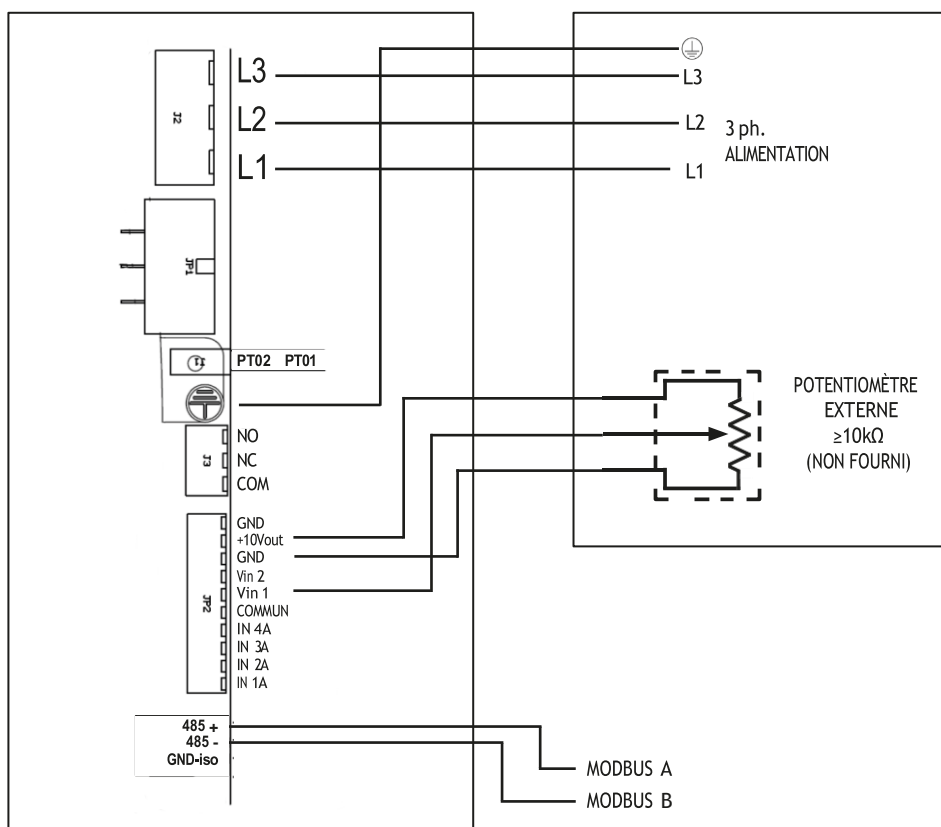 L3
L2
L1
J2
JP1
J1
PT02 PT01
NO
NC
COM
J3
GND
+10Vout
GND
Vin 2
Vin 1
COMMUN
IN 4A
IN 3A
IN 2A
IN 1A
JP2
485 +
485 -
GND-iso
L3
L2
L1
3 ph.
ALIMENTATION
POTENTIOMÈTRE
EXTERNE
≥10kΩ
(NON FOURNI)
MODBUS A
MODBUS B